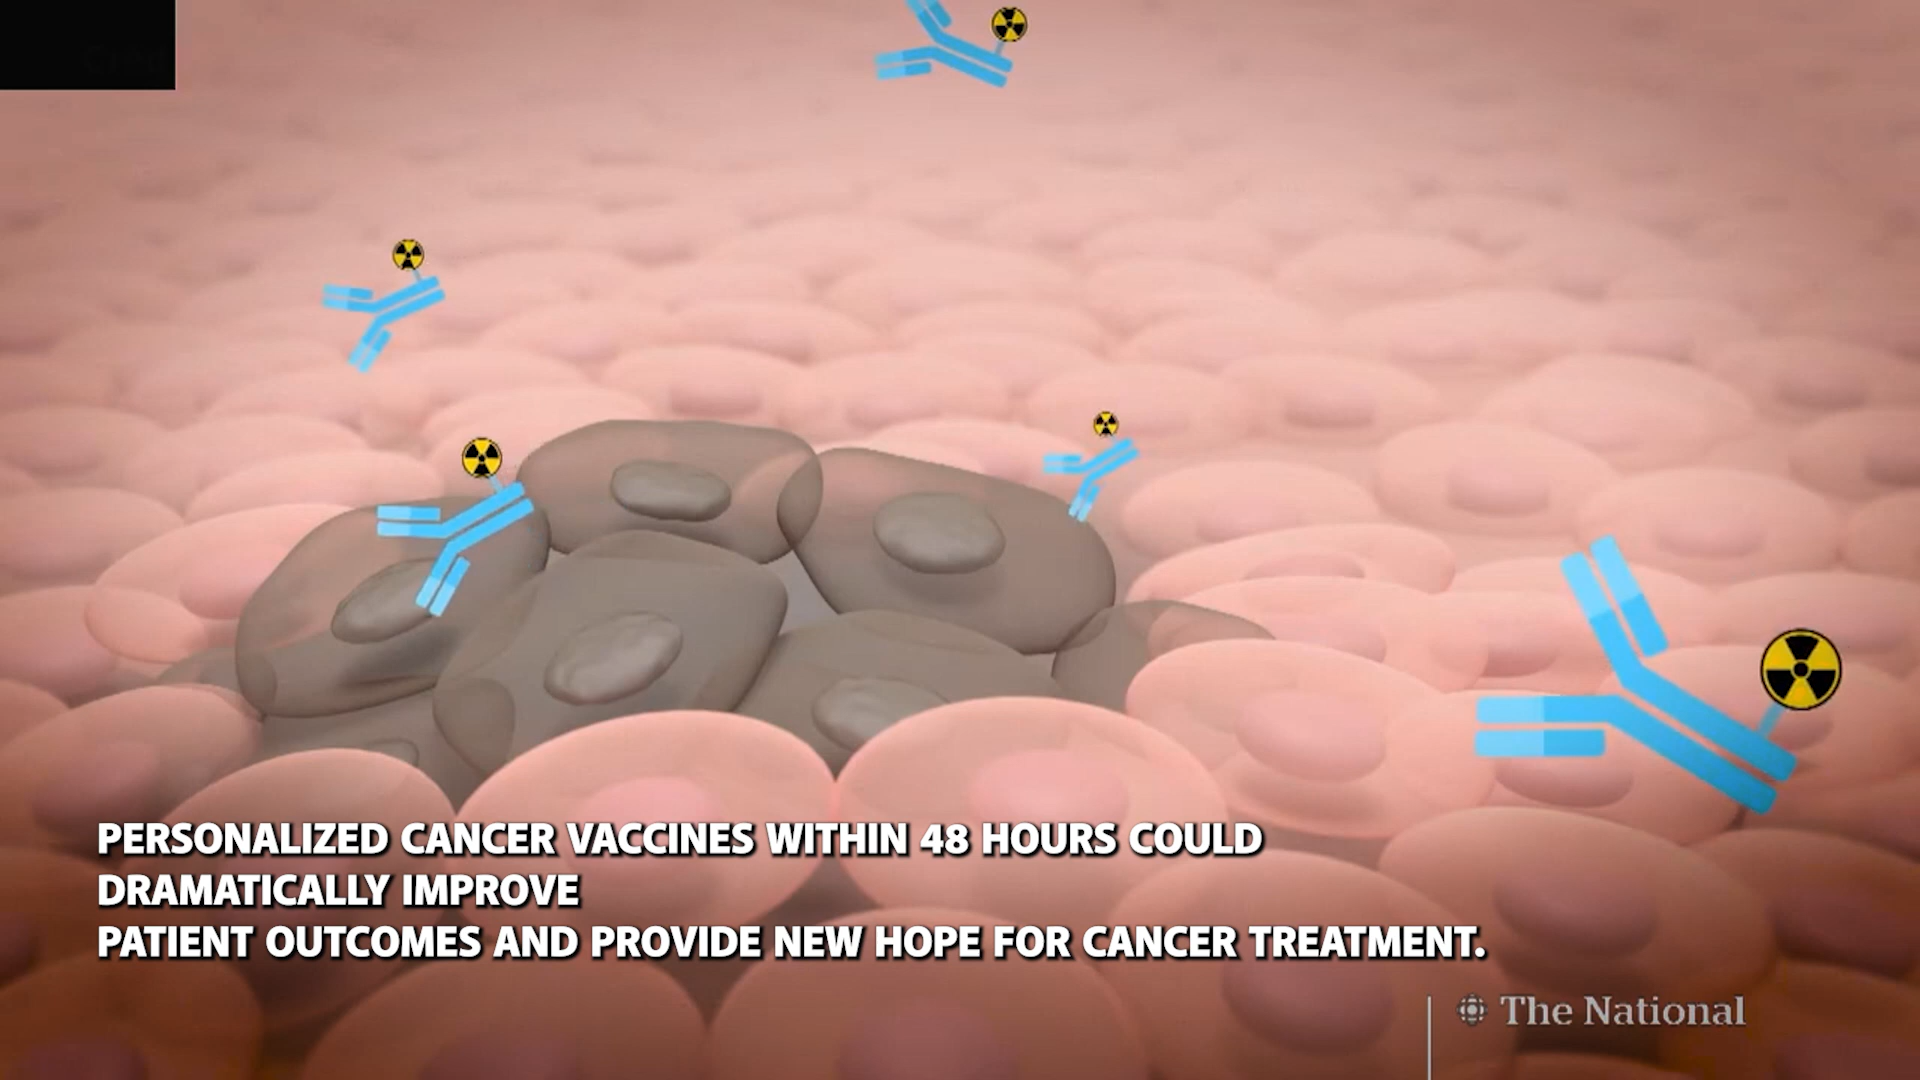 PERSONALIZED CANCER VACCINES WITHIN 48 HOURS COULD
DRAMATICALLY IMPROVE
PATIENT OUTCOMES AND PROVIDE NEW HOPE FOR CANCER TREATMENT.
The National